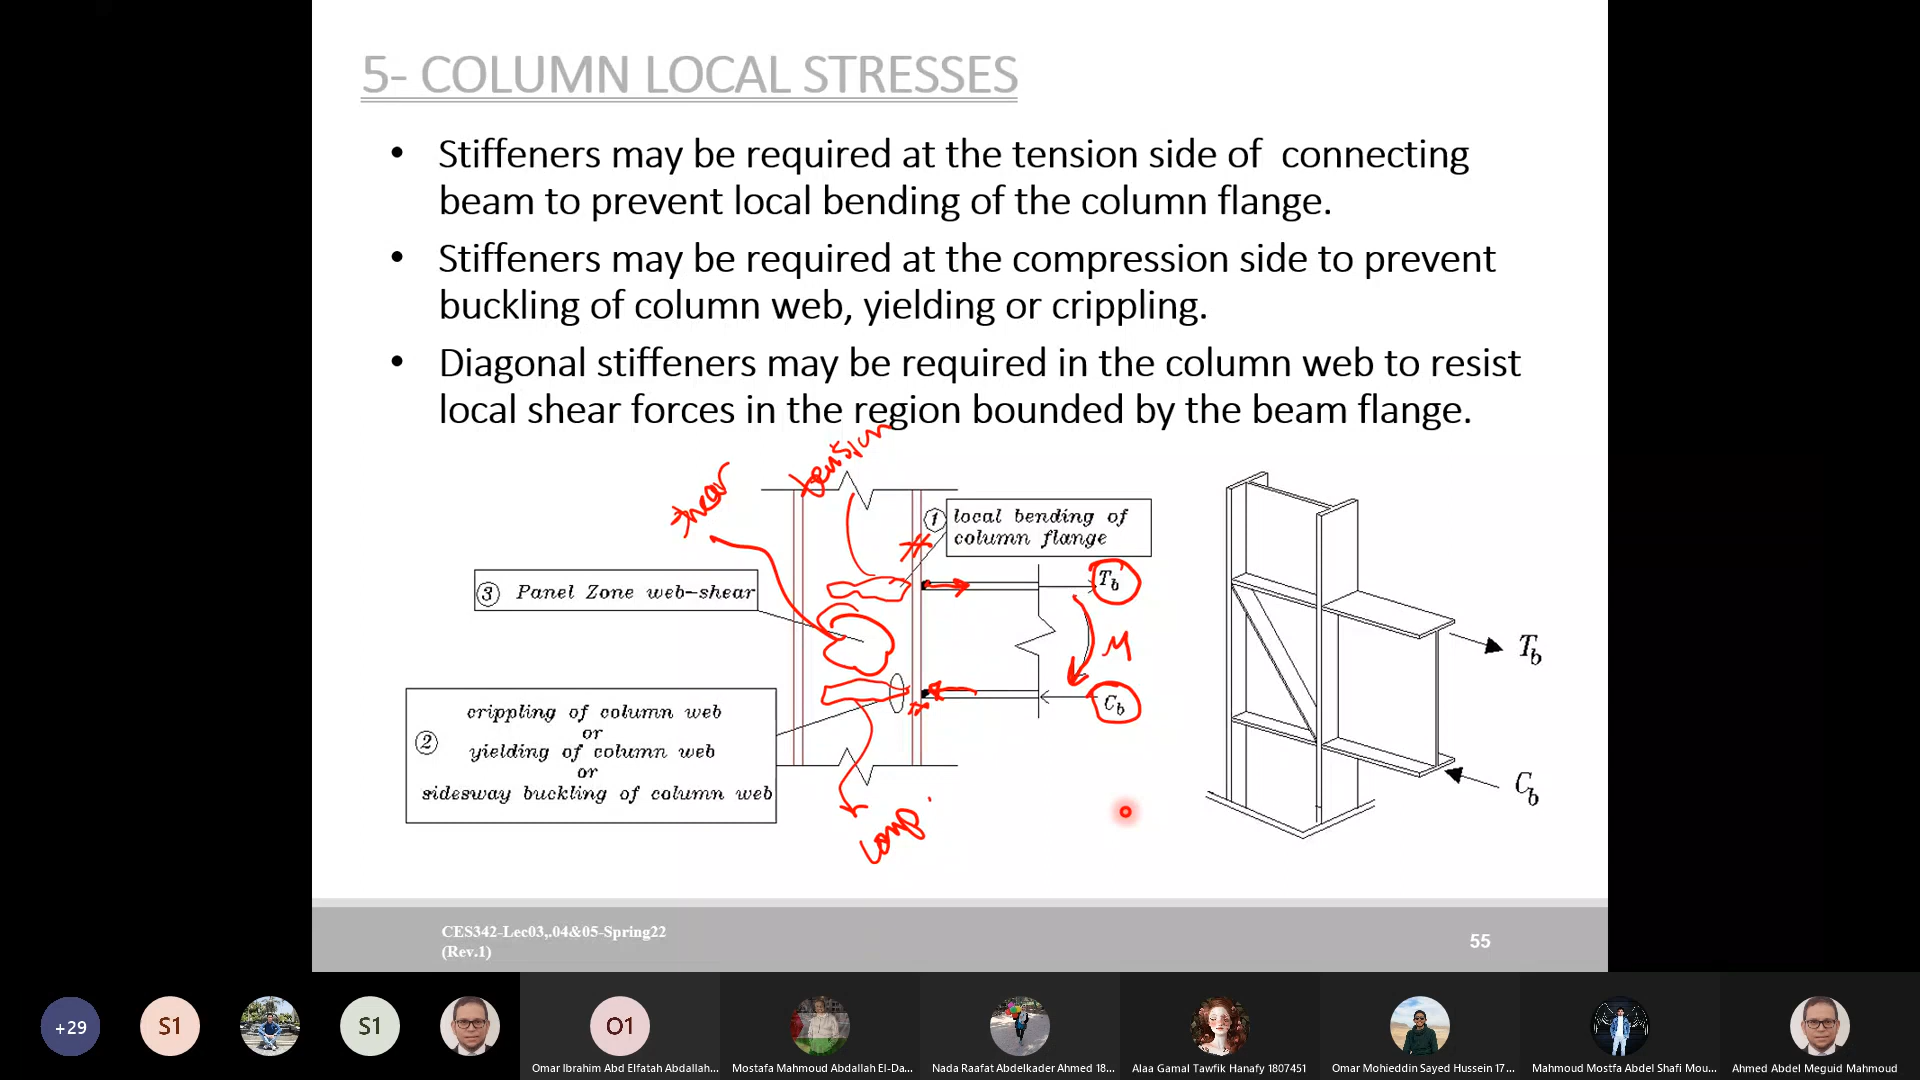 5- COLUMN LOCAL STRESSES
• Stiffeners may be required at the tension side of connecting
beam to prevent local bending of the column flange.
• Stiffeners may be required at the compression side to prevent
buckling of column web, yielding or crippling.
• Diagonal stiffeners may be required in the column web to resist
local shear forces in the region bounded by the beam flange.
shear
tension
1 local bending of
column flange
3 Panel Zone web-shear
Tb
M
Cb
2
crippling of column web
or
yielding of column web
or
sidesway buckling of column web
comp.
Tb
Cb
CES342-Lec03,.04&05-Spring22
(Rev.1)
55
+29
S1
S1
O1
Omar Ibrahim Abd Elfatah Abdallah...
Mostafa Mahmoud Abdallah El-Da...
Nada Raafat Abdelkader Ahmed 18...
Alaa Gamal Tawfik Hanafy 1807451
Omar Mohieddin Sayed Hussein 17...
Mahmoud Mostfa Abdel Shafi Mou...
Ahmed Abdel Meguid Mahmoud